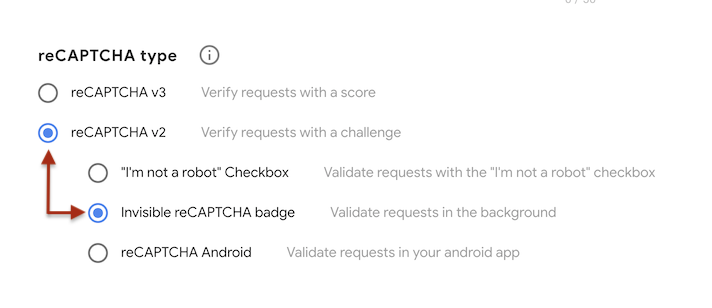 reCAPTCHA type
reCAPTCHA v3 Verify requests with a score
reCAPTCHA v2 Verify requests with a challenge
"I'm not a robot" Checkbox Validate requests with the "I'm not a robot" checkbox
Invisible reCAPTCHA badge Validate requests in the background
reCAPTCHA Android Validate requests in your android app